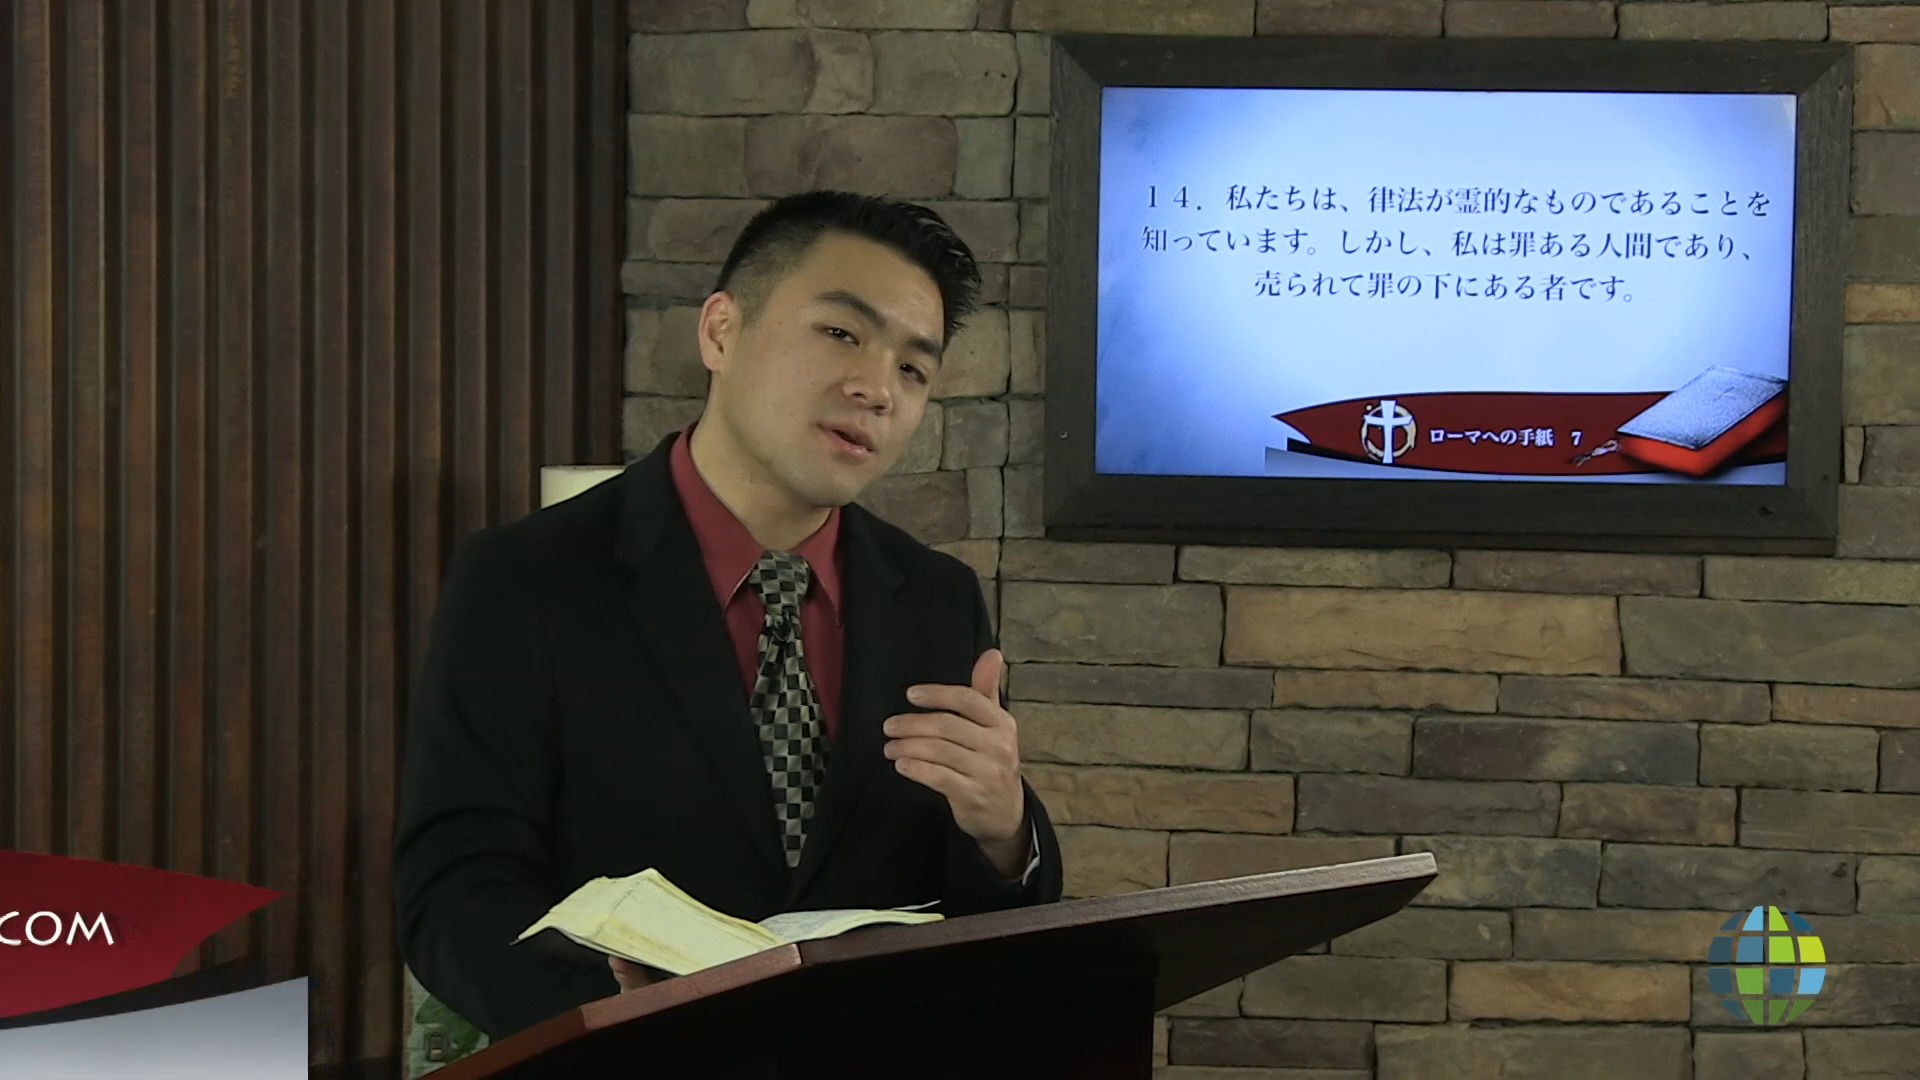 １４．私たちは、律法が霊的なものであることを
知っています。しかし、私は罪ある人間であり、
売られて罪の下にある者です。
ローマへの手紙　７
.COM